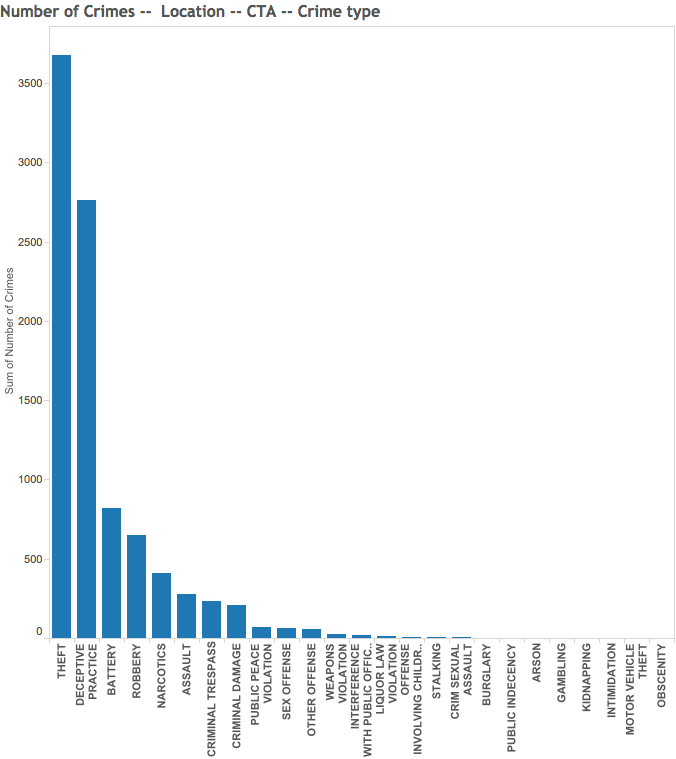 Number of Crimes --  Location -- CTA -- Crime type
Sum of Number of Crimes
3500
3000
2500
2000
1500
1000
500
0
THEFT
DECEPTIVE
PRACTICE
BATTERY
ROBBERY
NARCOTICS
ASSAULT
CRIMINAL TRESPASS
CRIMINAL DAMAGE
PUBLIC PEACE
VIOLATION
SEX OFFENSE
OTHER OFFENSE
WEAPONS
VIOLATION
INTERFERENCE
WITH PUBLIC OFFIC..
LIQUOR LAW
VIOLATION
OFFENSE
INVOLVING CHILDR..
STALKING
CRIM SEXUAL
ASSAULT
BURGLARY
PUBLIC INDECENCY
ARSON
GAMBLING
KIDNAPPING
INTIMIDATION
MOTOR VEHICLE
THEFT
OBSCENITY